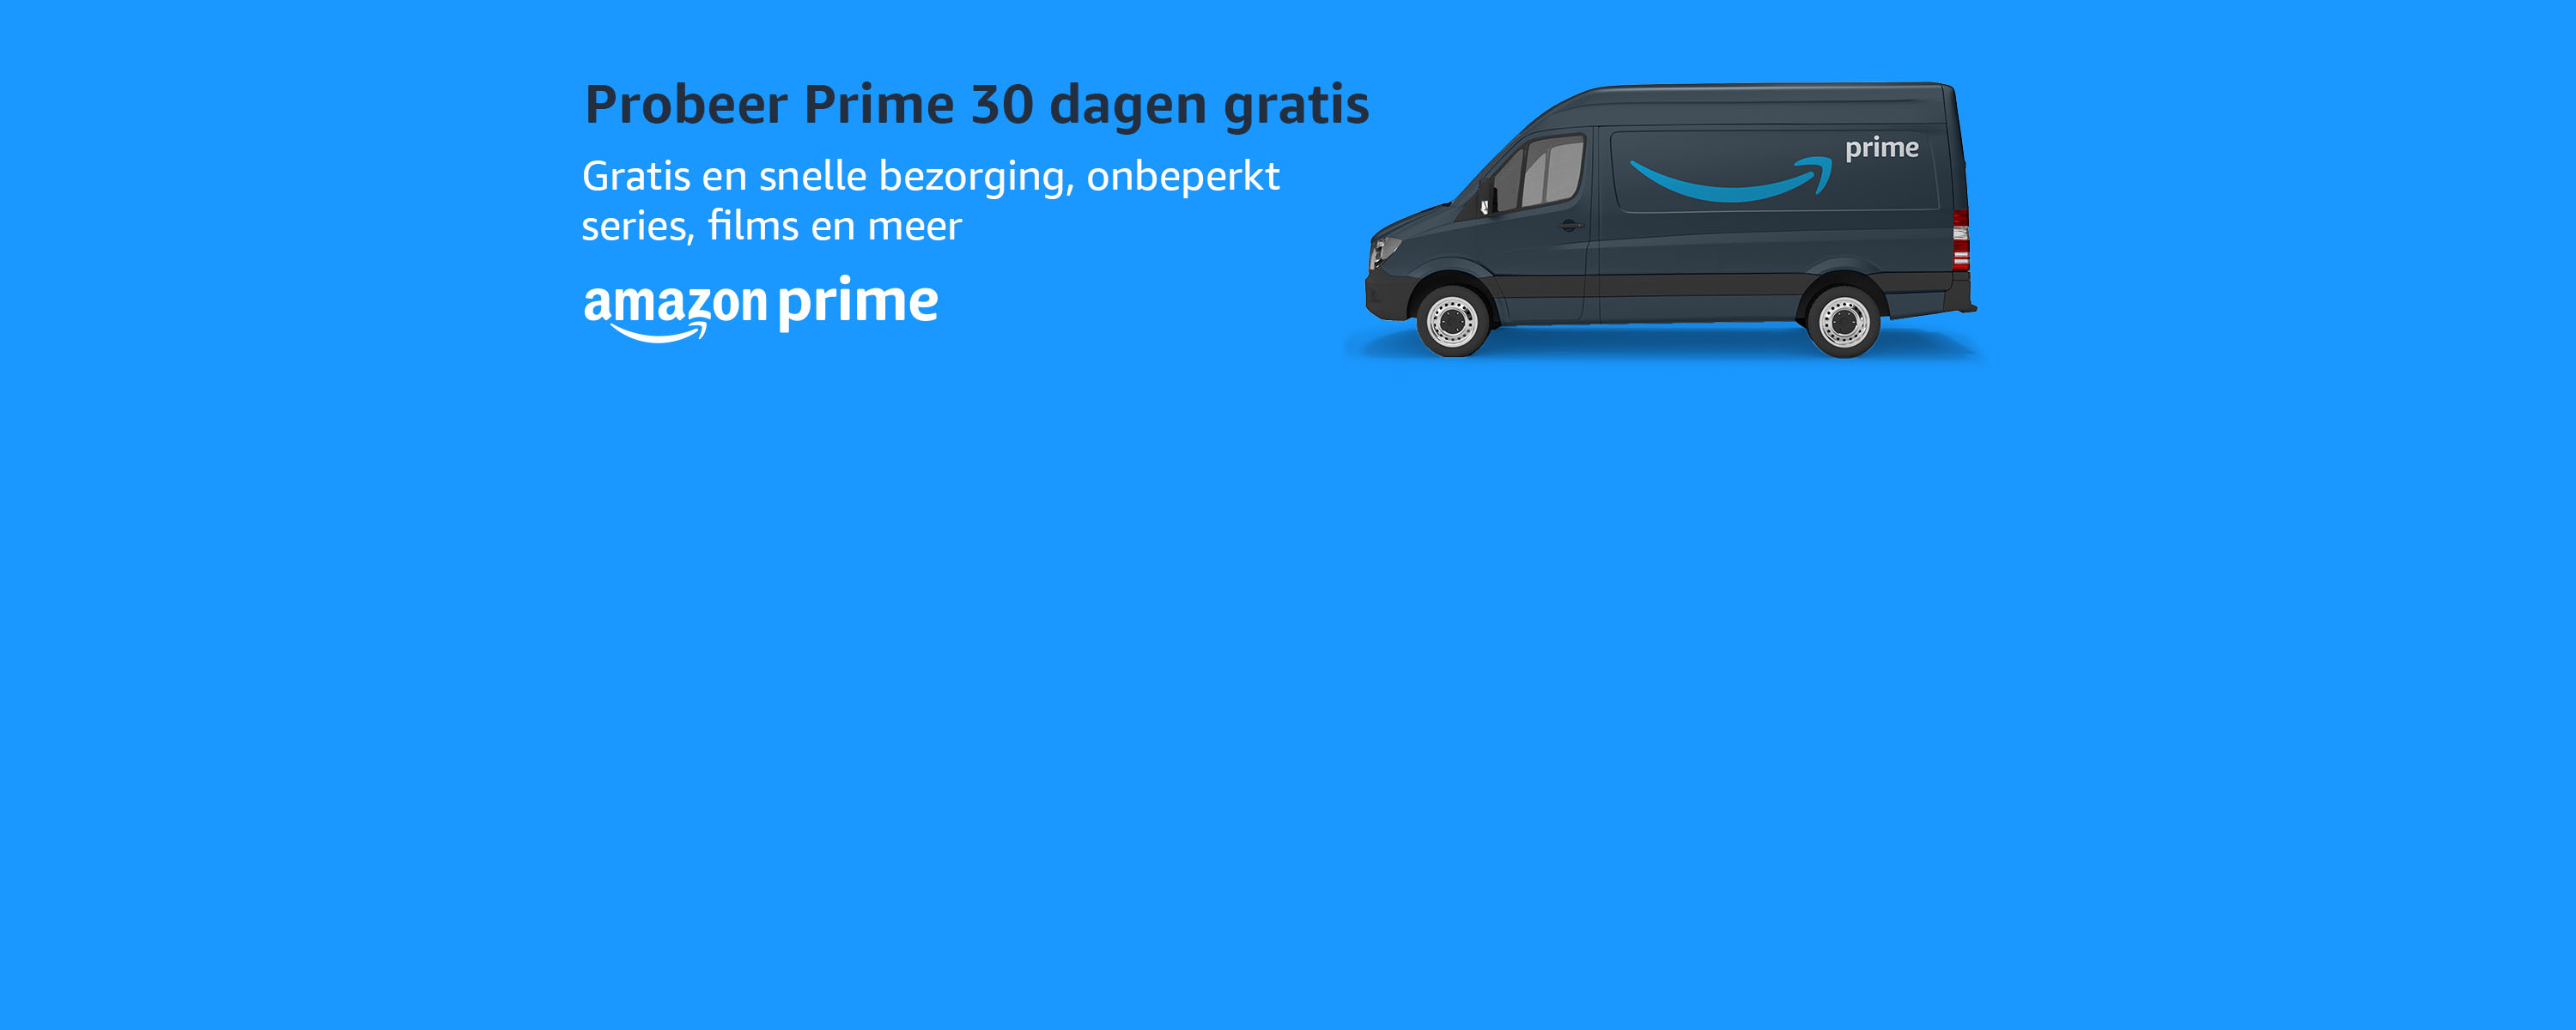 Probeer Prime 30 dagen gratis
Gratis en snelle bezorging, onbeperkt
series, films en meer
amazon prime
prime